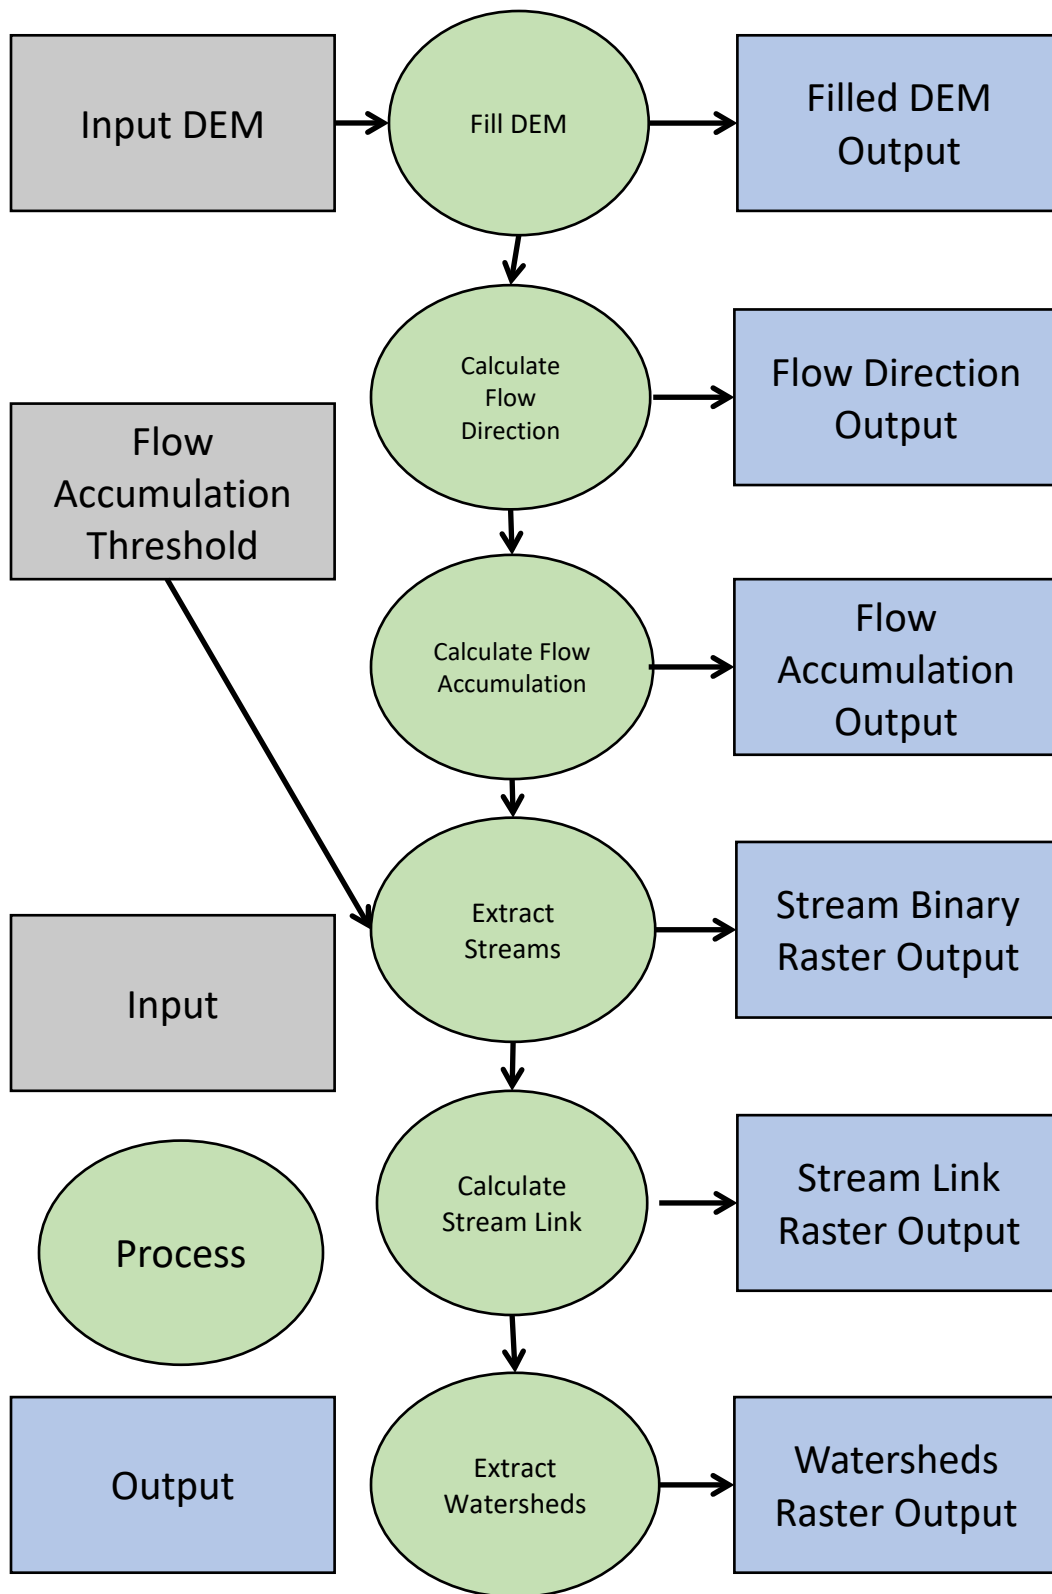 Input DEM
Fill DEM
Filled DEM
Output
Calculate
Flow
Direction
Flow Direction
Output
Flow
Accumulation
Threshold
Calculate Flow
Accumulation
Flow
Accumulation
Output
Extract
Streams
Stream Binary
Raster Output
Input
Calculate
Stream Link
Stream Link
Raster Output
Process
Extract
Watersheds
Watersheds
Raster Output
Output